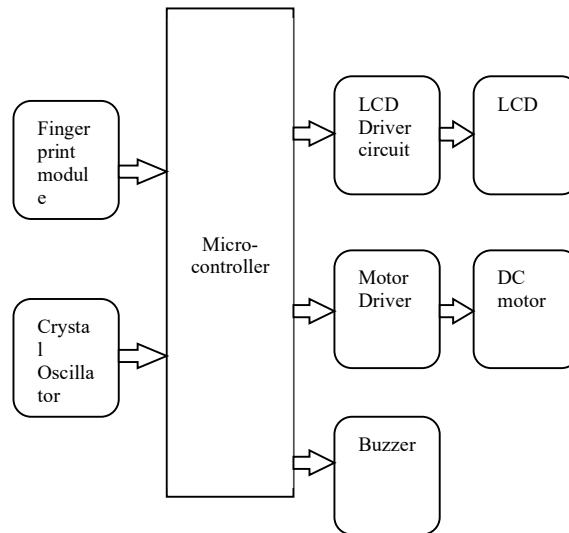 Finger
print
modul
e
Crysta
l
Oscilla
tor
Micro-
controller
LCD
Driver
circuit
LCD
Motor
Driver
DC
motor
Buzzer